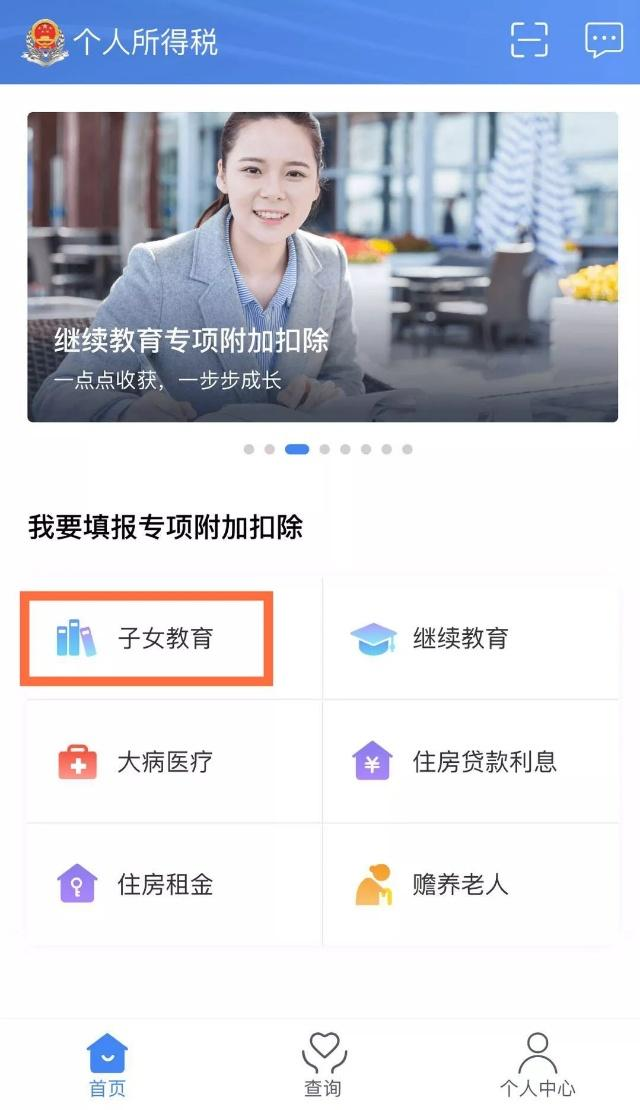 个人所得税
继续教育专项附加扣除
一点点收获，一步步成长
我要填报专项附加扣除
子女教育
继续教育
大病医疗
住房贷款利息
住房租金
赡养老人
首页
查询
个人中心